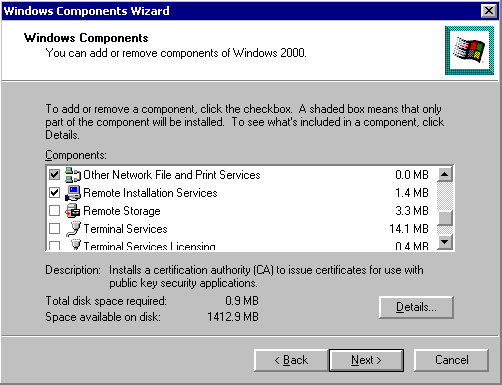 Windows Components Wizard
Windows Components
You can add or remove components of Windows 2000.
To add or remove a component, click the checkbox. A shaded box means that only
part of the component will be installed. To see what's included in a component, click
Details.
Components:
Other Network File and Print Services 0.0 MB
Remote Installation Services 1.4 MB
Remote Storage 3.3 MB
Terminal Services 14.1 MB
Terminal Services Licensing 0.4 MB
Description: Installs a certification authority (CA) to issue certificates for use with
public key security applications.
Total disk space required: 0.9 MB
Space available on disk: 1412.9 MB
Details...
< Back Next > Cancel